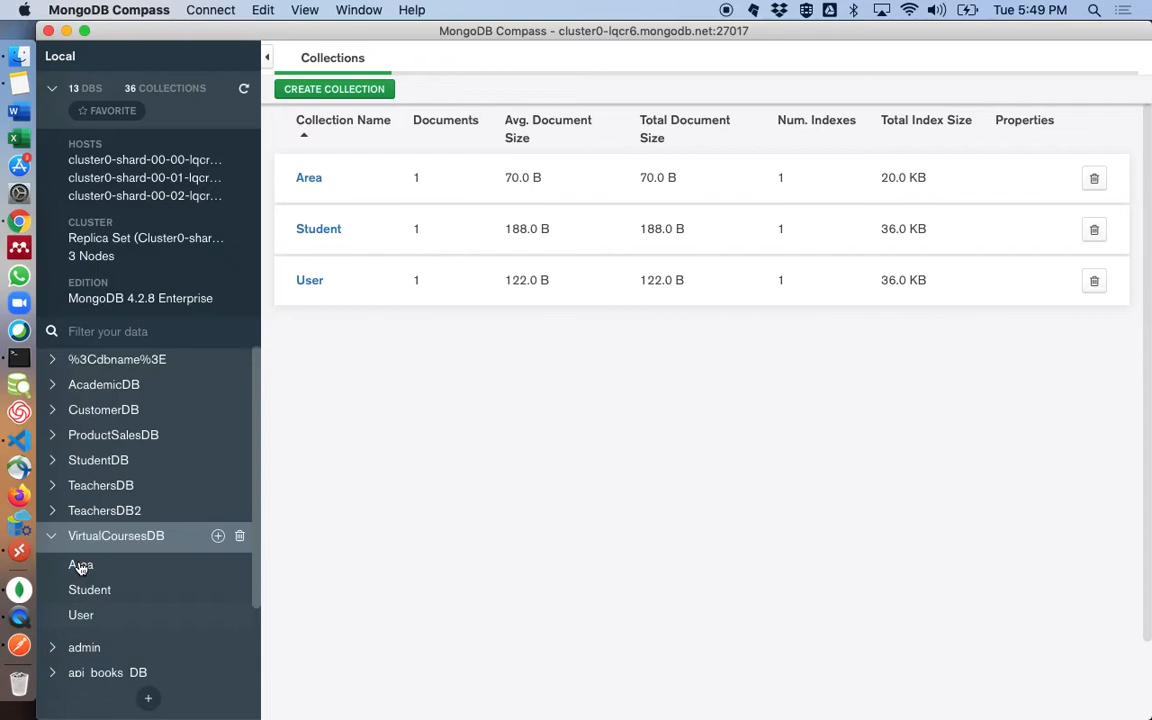 MongoDB Compass Connect Edit View Window Help Tue 5:49 PM
MongoDB Compass - cluster0-lqcr6.mongodb.net:27017
Local
13 DBS 36 COLLECTIONS
FAVORITE
HOSTS
cluster0-shard-00-00-lqcr...
cluster0-shard-00-01-lqcr...
cluster0-shard-00-02-lqcr...
CLUSTER
Replica Set (Cluster0-shar...
3 Nodes
EDITION
MongoDB 4.2.8 Enterprise
Filter your data
%3Cdbname%3E
AcademicDB
CustomerDB
ProductSalesDB
StudentDB
TeachersDB
TeachersDB2
VirtualCoursesDB
Area
Student
User
admin
api_books_DB
Collections
CREATE COLLECTION
Collection Name Documents Avg. Document Size Total Document Size Num. Indexes Total Index Size Properties
Area 1 70.0 B 70.0 B 1 20.0 KB
Student 1 188.0 B 188.0 B 1 36.0 KB
User 1 122.0 B 122.0 B 1 36.0 KB